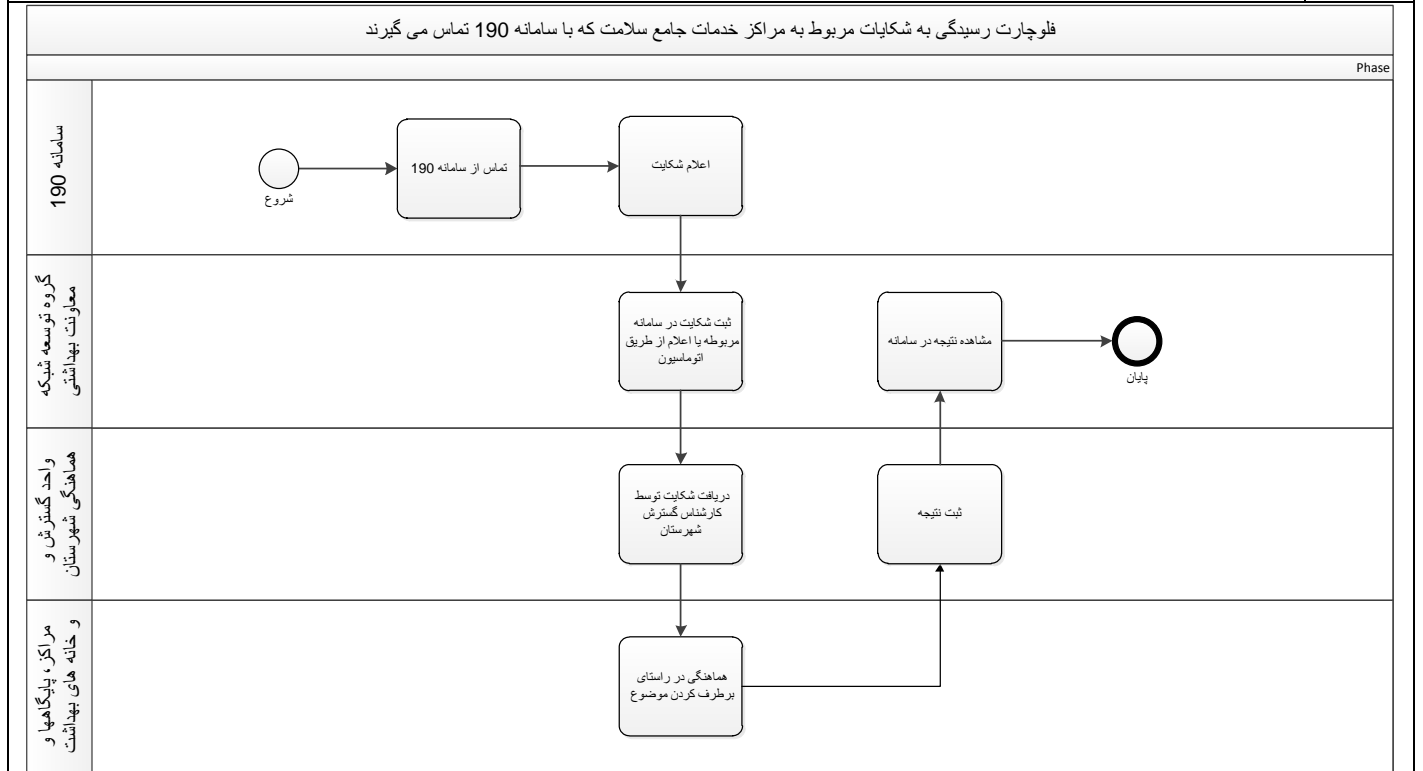 فلوچارت رسیدگی به شکایات مربوط به مراکز خدمات جامع سلامت که با سامانه 190 تماس می گیرند
Phase
سامانه 190
شروع
تماس از سامانه 190
اعلام شکایت
گروه توسعه شبکه
معاونت بهداشتی
ثبت شکایت در سامانه
مربوطه یا اعلام از طریق
اتوماسیون
مشاهده نتیجه در سامانه
پایان
واحد گسترش و
هماهنگی شهرستان
دریافت شکایت توسط
کارشناس گسترش
شهرستان
ثبت نتیجه
مراکز، پایگاهها و
و خانه های بهداشت
هماهنگی در راستای
برطرف کردن موضوع